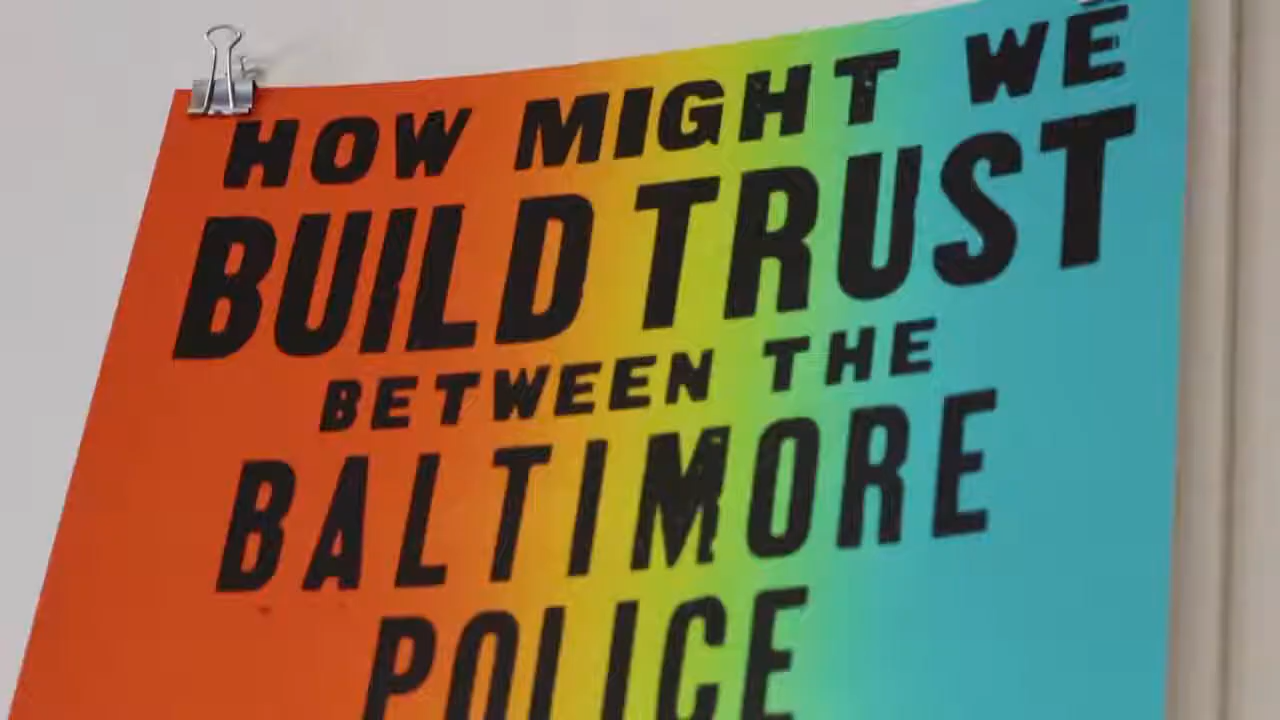 HOW MIGHT WE
BUILD TRUST
BETWEEN THE
BALTIMORE
POLICE